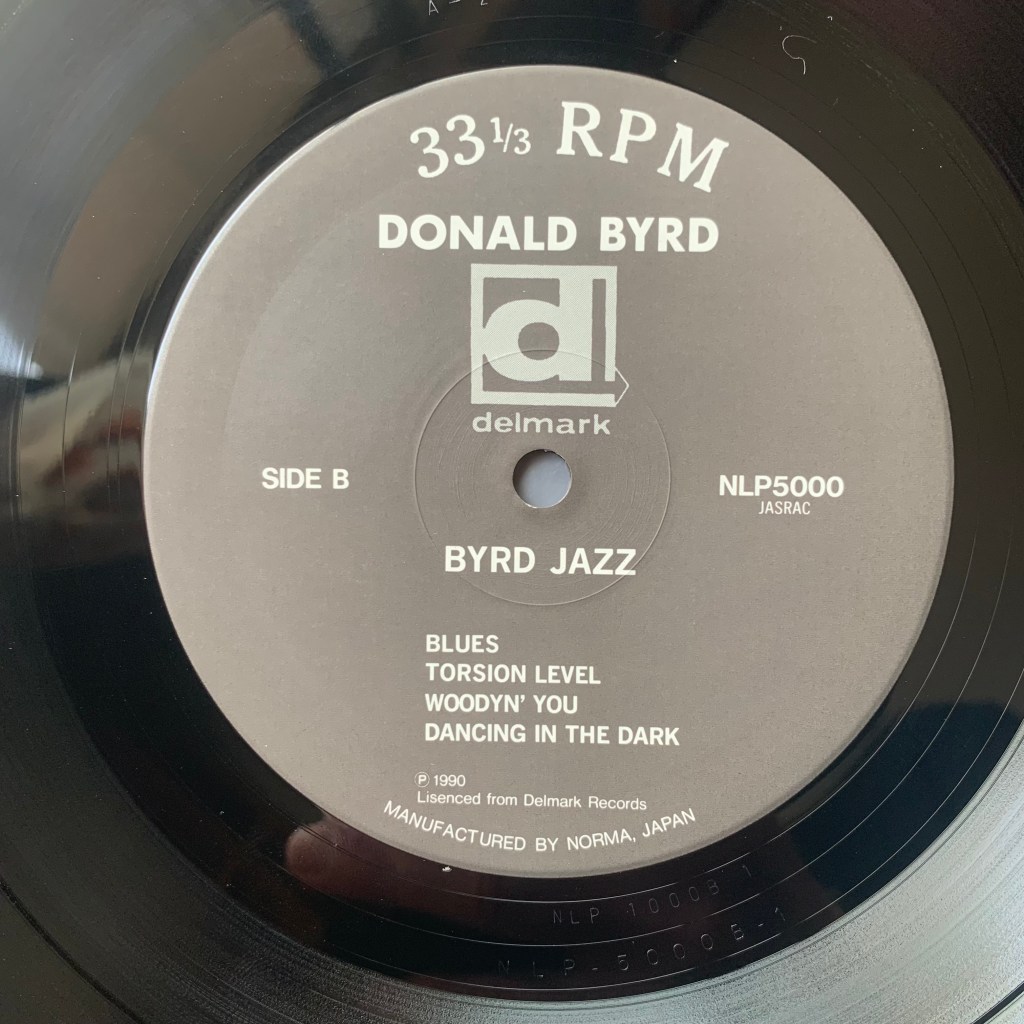 A-2
33 1/3 RPM
DONALD BYRD
d
delmark
SIDE B
NLP5000
JASRAC
BYRD JAZZ
BLUES
TORSION LEVEL
WOODYN' YOU
DANCING IN THE DARK
Ⓟ 1990
Lisenced from Delmark Records
MANUFACTURED BY NORMA, JAPAN
NLP 1000B 1
NLP-5000B-1